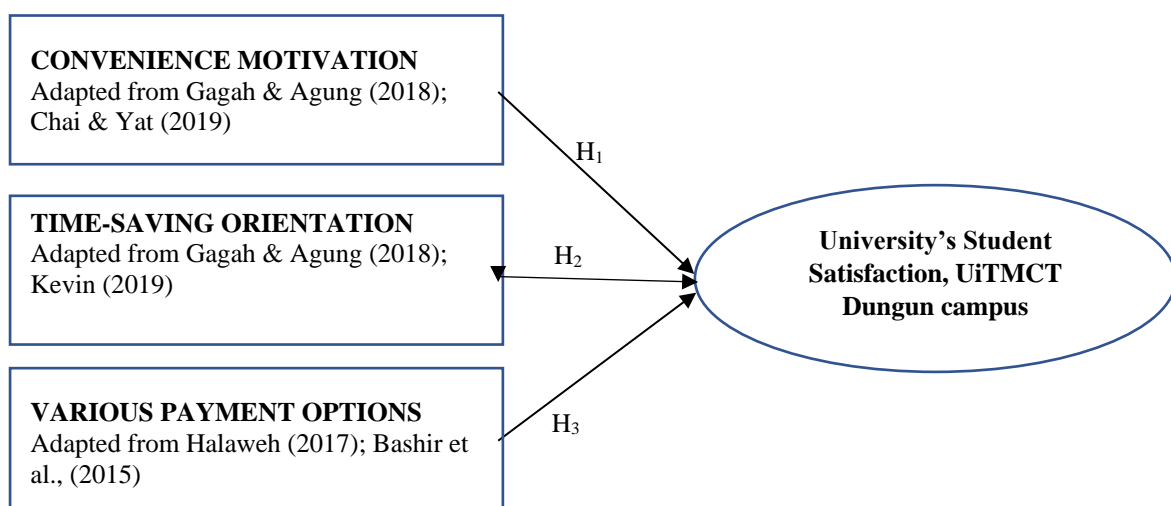 CONVENIENCE MOTIVATION
Adapted from Gagah & Agung (2018);
Chai & Yat (2019)
H₁
TIME-SAVING ORIENTATION
Adapted from Gagah & Agung (2018);
Kevin (2019)
H₂
University’s Student
Satisfaction, UiTMCT
Dungun campus
VARIOUS PAYMENT OPTIONS
Adapted from Halaweh (2017); Bashir et
al., (2015)
H₃